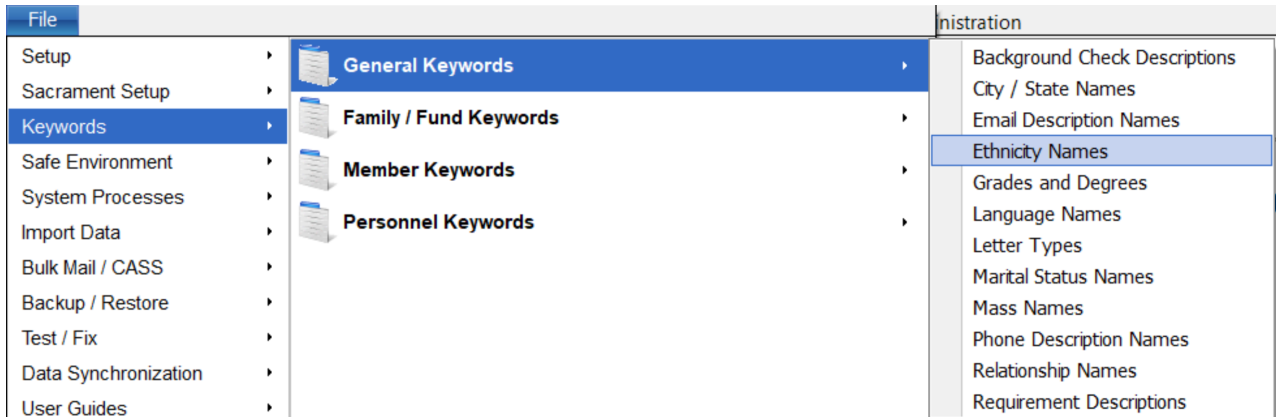 File
Setup
Sacrament Setup
Keywords
Safe Environment
System Processes
Import Data
Bulk Mail / CASS
Backup / Restore
Test / Fix
Data Synchronization
User Guides
General Keywords
Family / Fund Keywords
Member Keywords
Personnel Keywords
inistration
Background Check Descriptions
City / State Names
Email Description Names
Ethnicity Names
Grades and Degrees
Language Names
Letter Types
Marital Status Names
Mass Names
Phone Description Names
Relationship Names
Requirement Descriptions